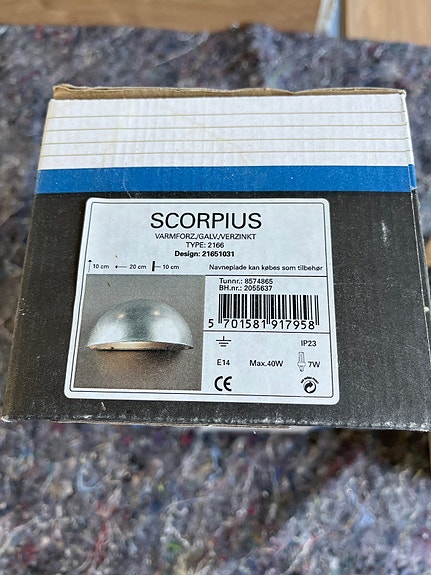 SCORPIUS
VARMFORZ./GALV./VERZINKT
TYPE: 2166
Design: 21651031
10 cm 20 cm 10 cm
Navneplade kan købes som tilbehør
Tunnr.: 8574865
BH.nr.: 2055637
5 701581 917958
IP23
E14 Max.40W 7W
CE